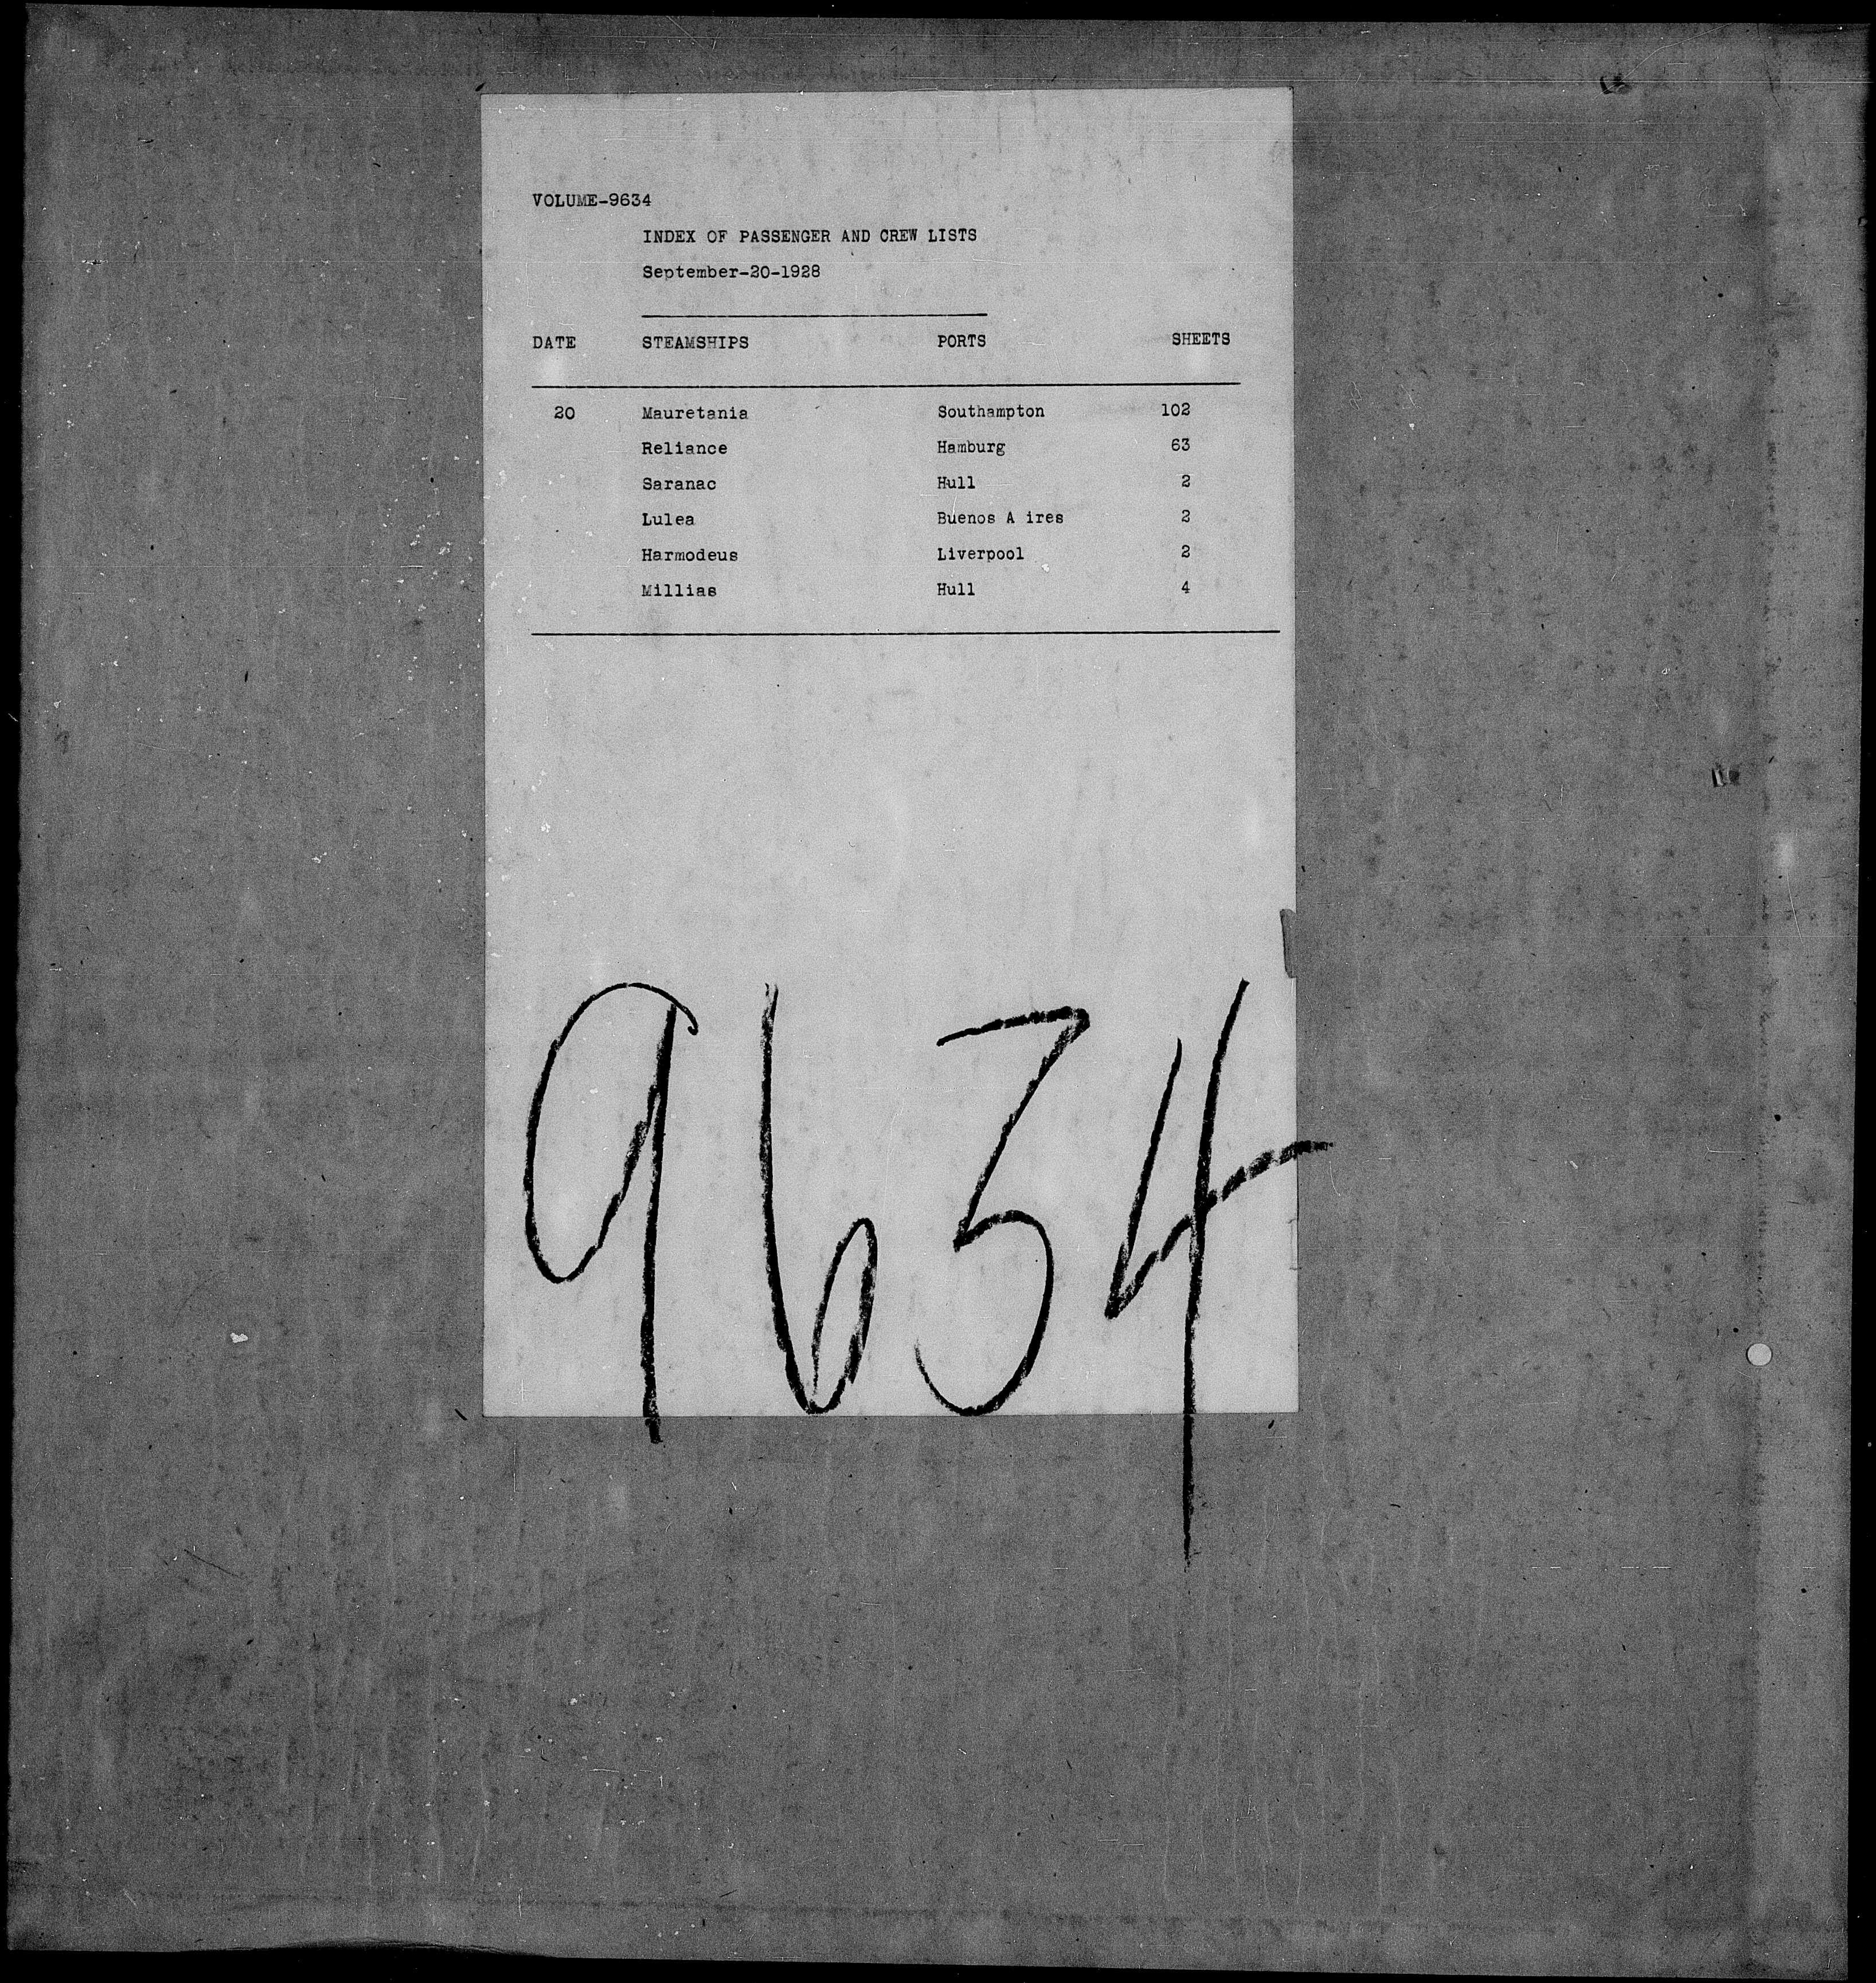 VOLUME-9634
INDEX OF PASSENGER AND CREW LISTS
September-20-1928
DATE STEAMSHIPS PORTS SHEETS
20 Mauretania Southampton 102
Reliance Hamburg 63
Saranac Hull 2
Lulea Buenos A ires 2
Harmodeus Liverpool 2
Millias Hull 4
9634